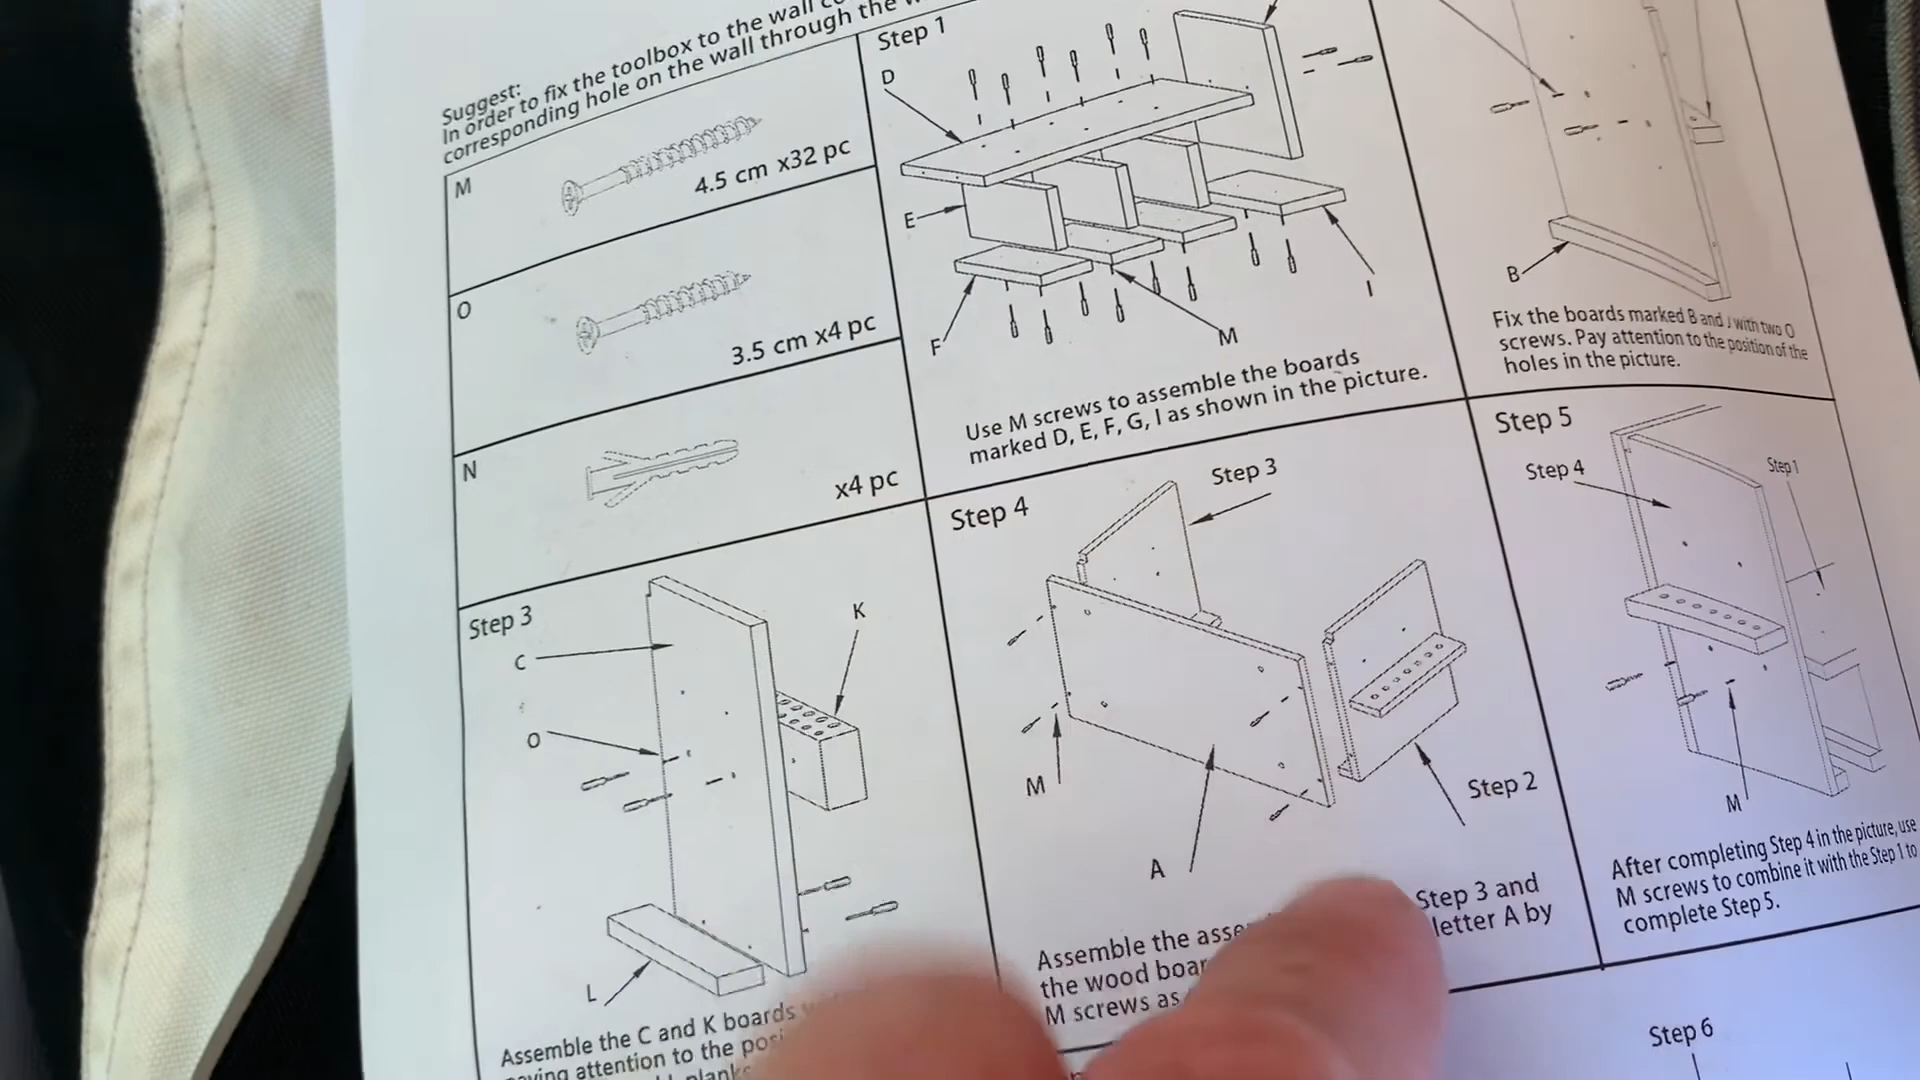 Suggest:
In order to fix the toolbox to the wall
corresponding hole on the wall through the
M
4.5 cm x32 pc
O
3.5 cm x4 pc
N
x4 pc
Step 1
D
E
F
M
I
Use M screws to assemble the boards
marked D, E, F, G, I as shown in the picture.
B
Fix the boards marked B and J with two O
screws. Pay attention to the position of the
holes in the picture.
Step 3
C
K
O
L
Assemble the C and K boards
attention to the
Step 4
Step 3
M
A
Step 2
Assemble the Step 3 and
the wood letter A by
M screws as
Step 5
Step 4
Step 1
M
After completing Step 4 in the picture, use
M screws to combine it with the Step 1 to
complete Step 5.
Step 6